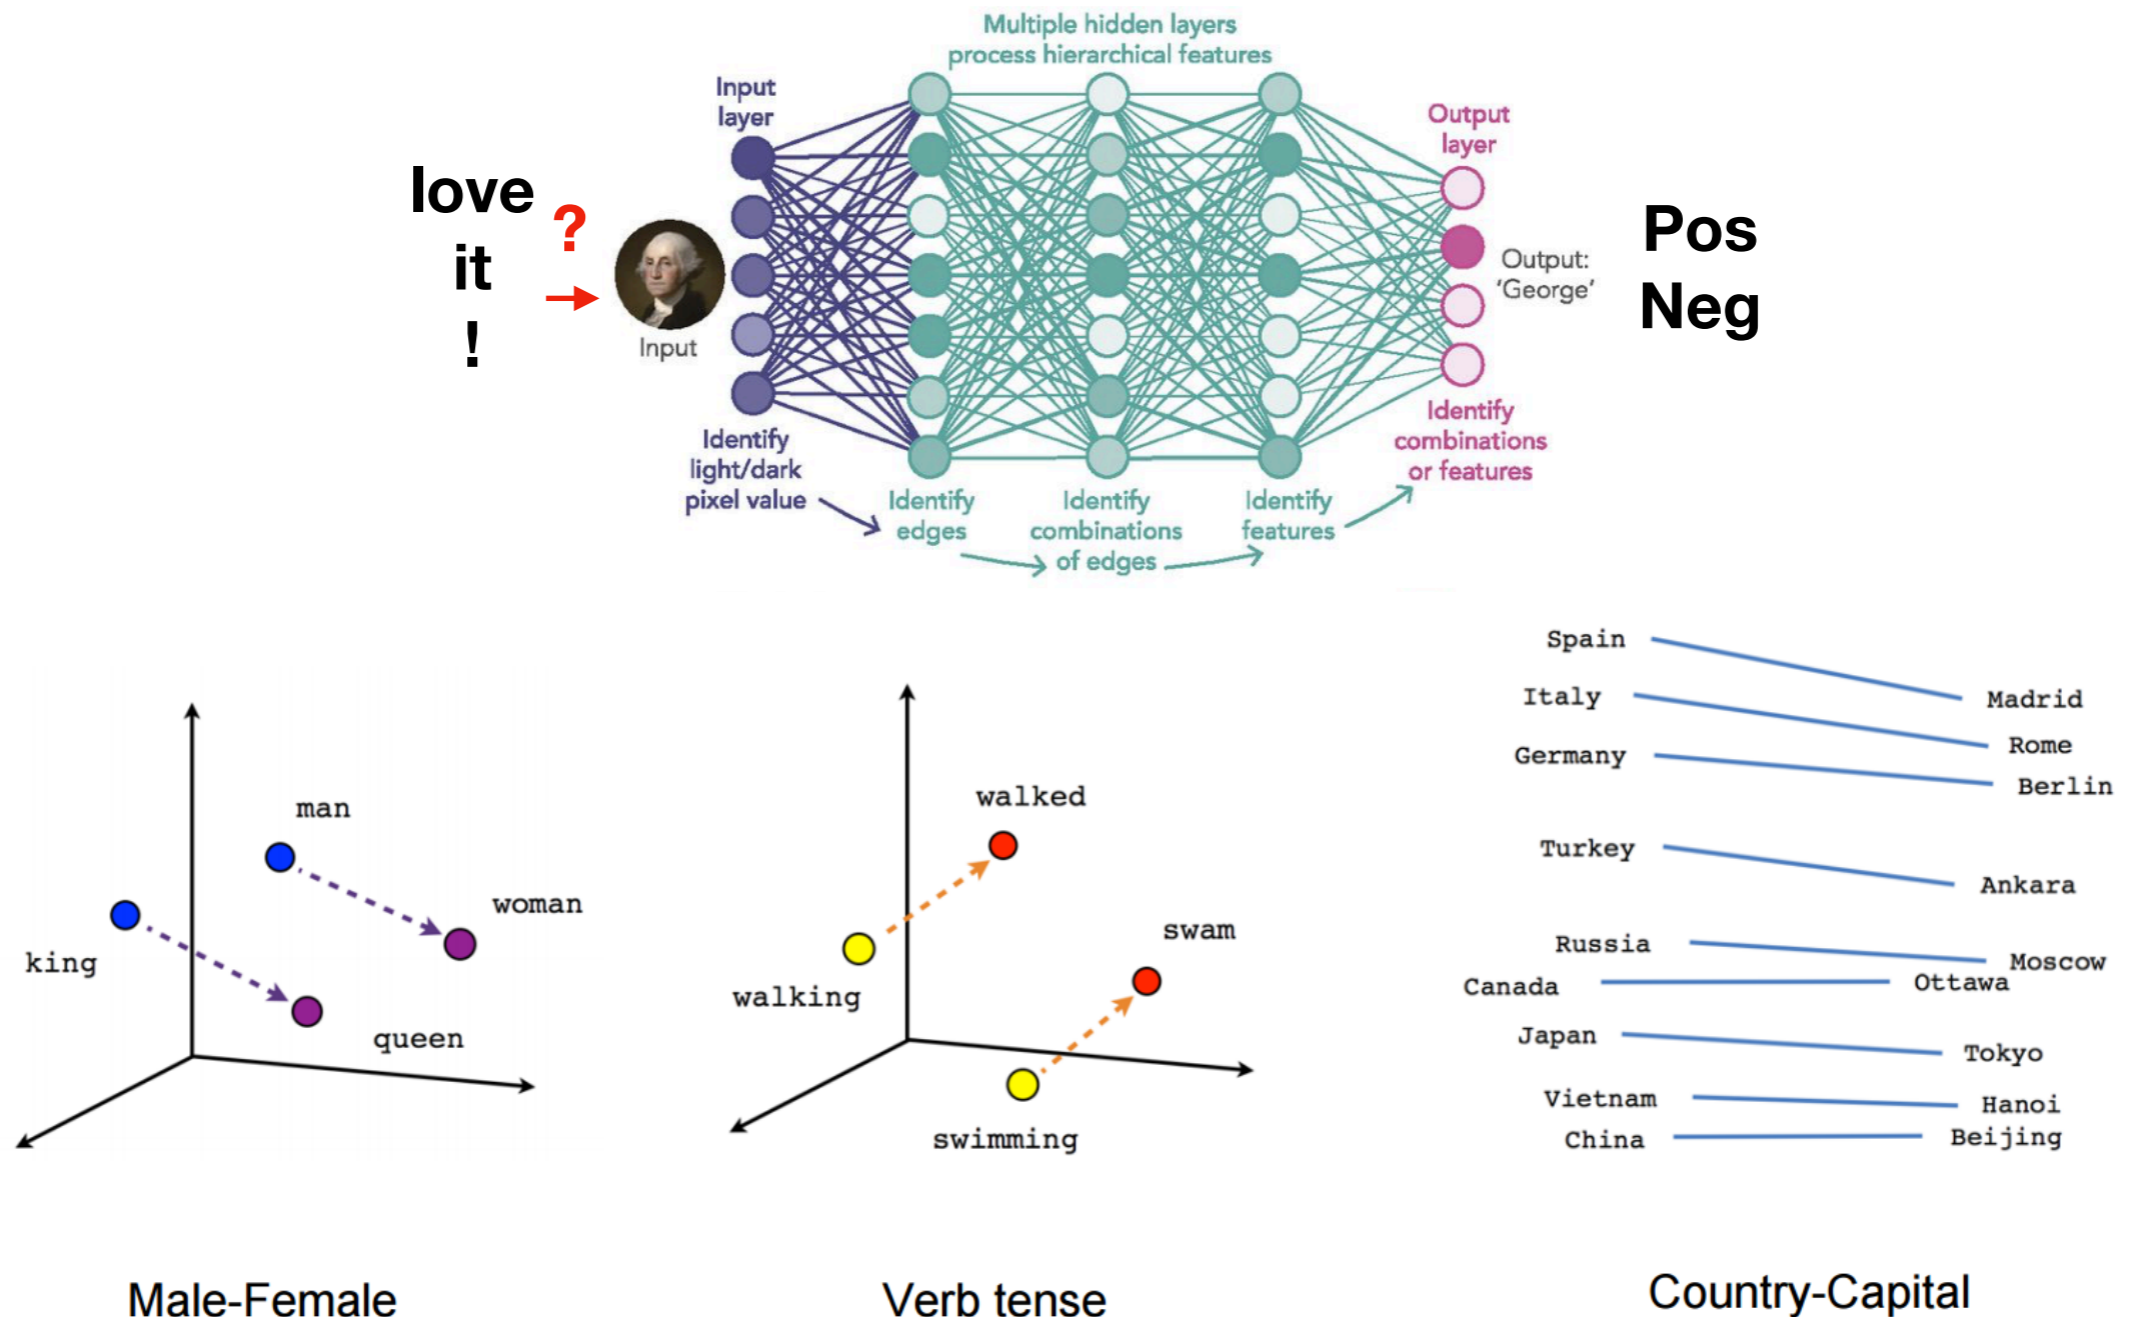 Multiple hidden layers
process hierarchical features
Input
layer
Output
layer
love
it
!
?
Input
Output:
'George'
Pos
Neg
Identify
light/dark
pixel value
Identify
edges
Identify
combinations
of edges
Identify
features
Identify
combinations
or features
man
woman
king
queen
Male-Female
walked
swam
walking
swimming
Verb tense
Spain
Madrid
Italy
Rome
Germany
Berlin
Turkey
Ankara
Russia
Moscow
Canada
Ottawa
Japan
Tokyo
Vietnam
Hanoi
China
Beijing
Country-Capital